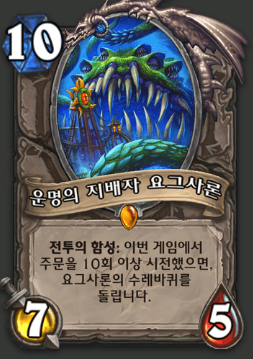 10
운명의 지배자 요그사론
전투의 함성: 이번 게임에서
주문을 10회 이상 시전했으면,
요그사론의 수레바퀴를
돌립니다.
7
5